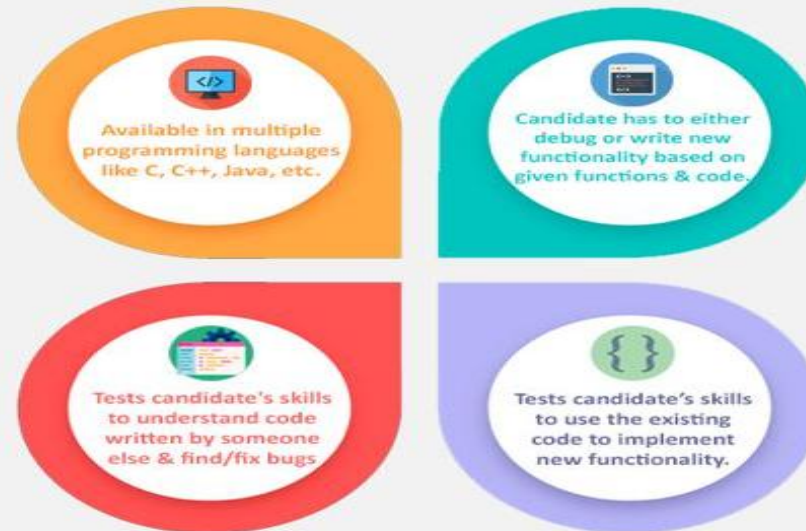 Available in multiple
programming languages
like C, C++, Java, etc.
Candidate has to either
debug or write new
functionality based on
given functions & code.
Tests candidate's skills
to understand code
written by someone
else & find/fix bugs
Tests candidate's skills
to use the existing
code to implement
new functionality.